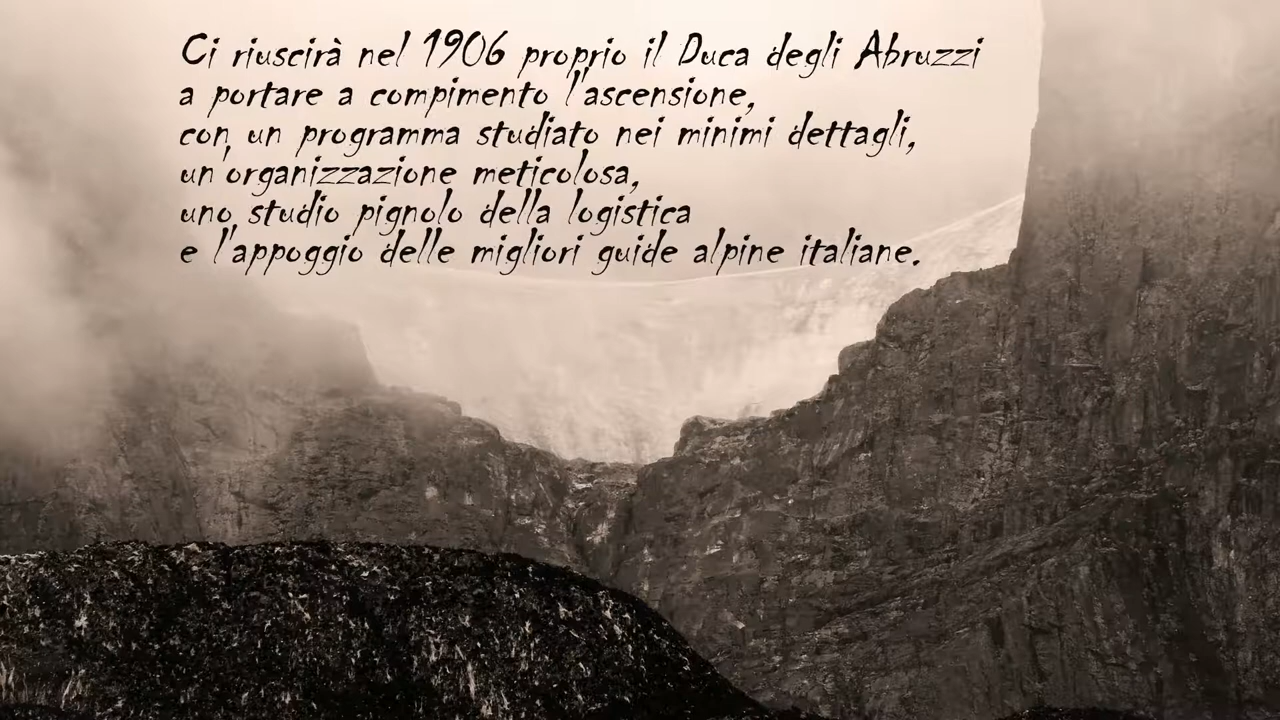 Ci riuscirà nel 1906 proprio il Duca degli Abruzzi
a portare a compimento l'ascensione,
con un programma studiato nei minimi dettagli,
un'organizzazione meticolosa,
uno studio pignolo della logistica
e l'appoggio delle migliori guide alpine italiane.